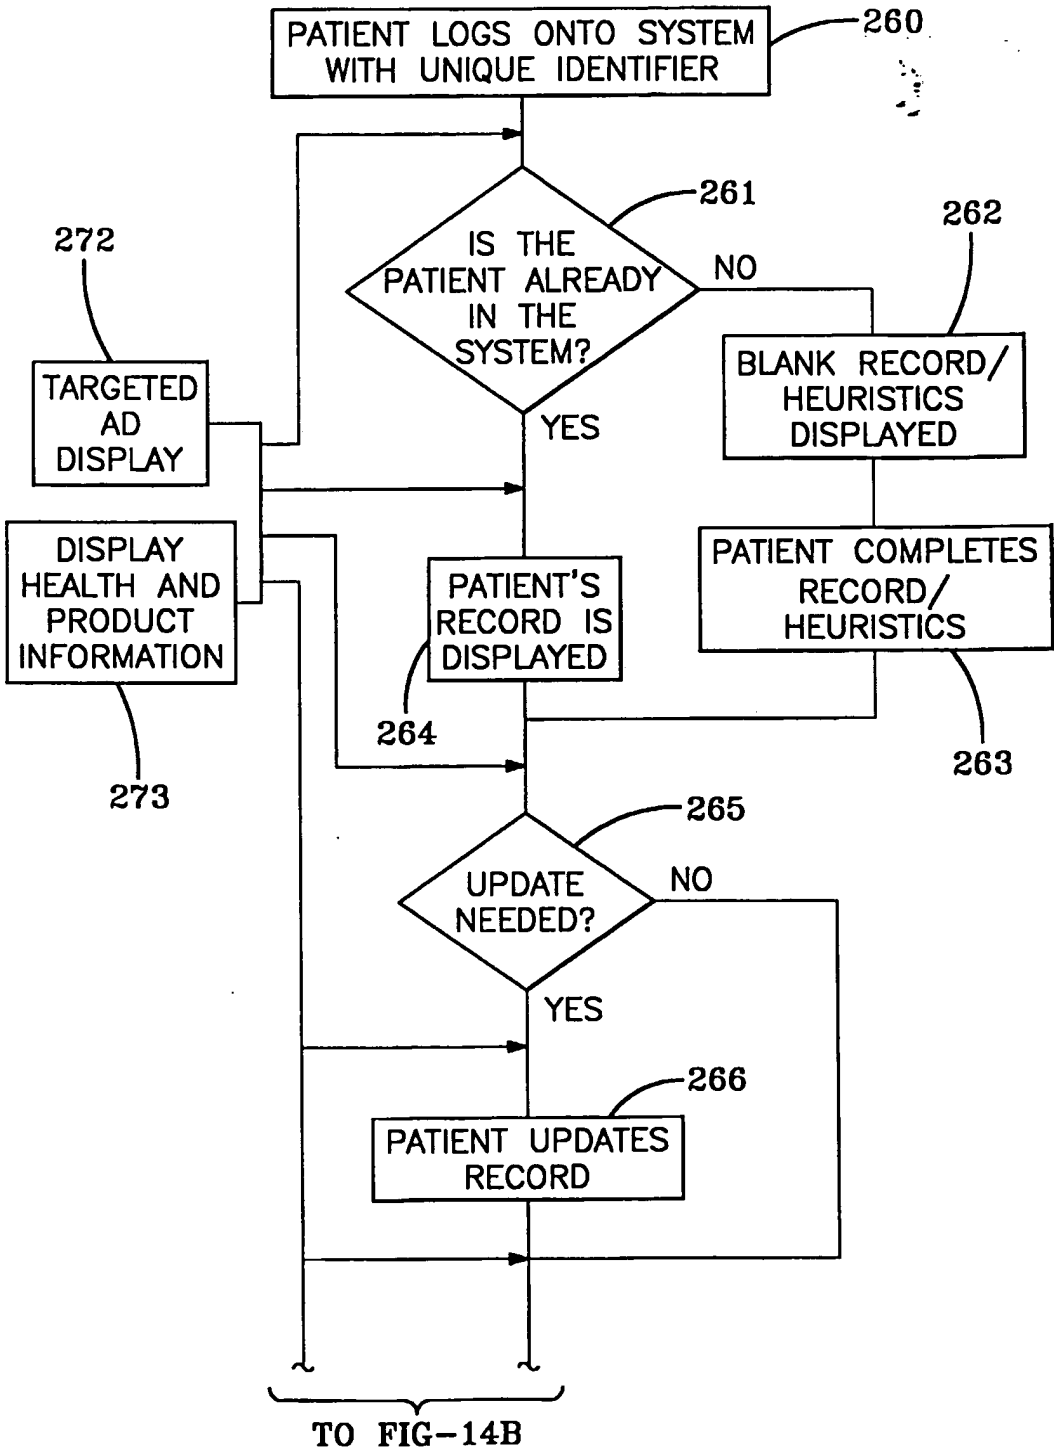 PATIENT LOGS ONTO SYSTEM
WITH UNIQUE IDENTIFIER
260
IS THE
PATIENT ALREADY
IN THE
SYSTEM?
261
NO
YES
262
BLANK RECORD/
HEURISTICS
DISPLAYED
272
TARGETED
AD
DISPLAY
DISPLAY
HEALTH AND
PRODUCT
INFORMATION
273
PATIENT'S
RECORD IS
DISPLAYED
264
PATIENT COMPLETES
RECORD/
HEURISTICS
263
265
UPDATE
NEEDED?
NO
YES
266
PATIENT UPDATES
RECORD
TO FIG-14B